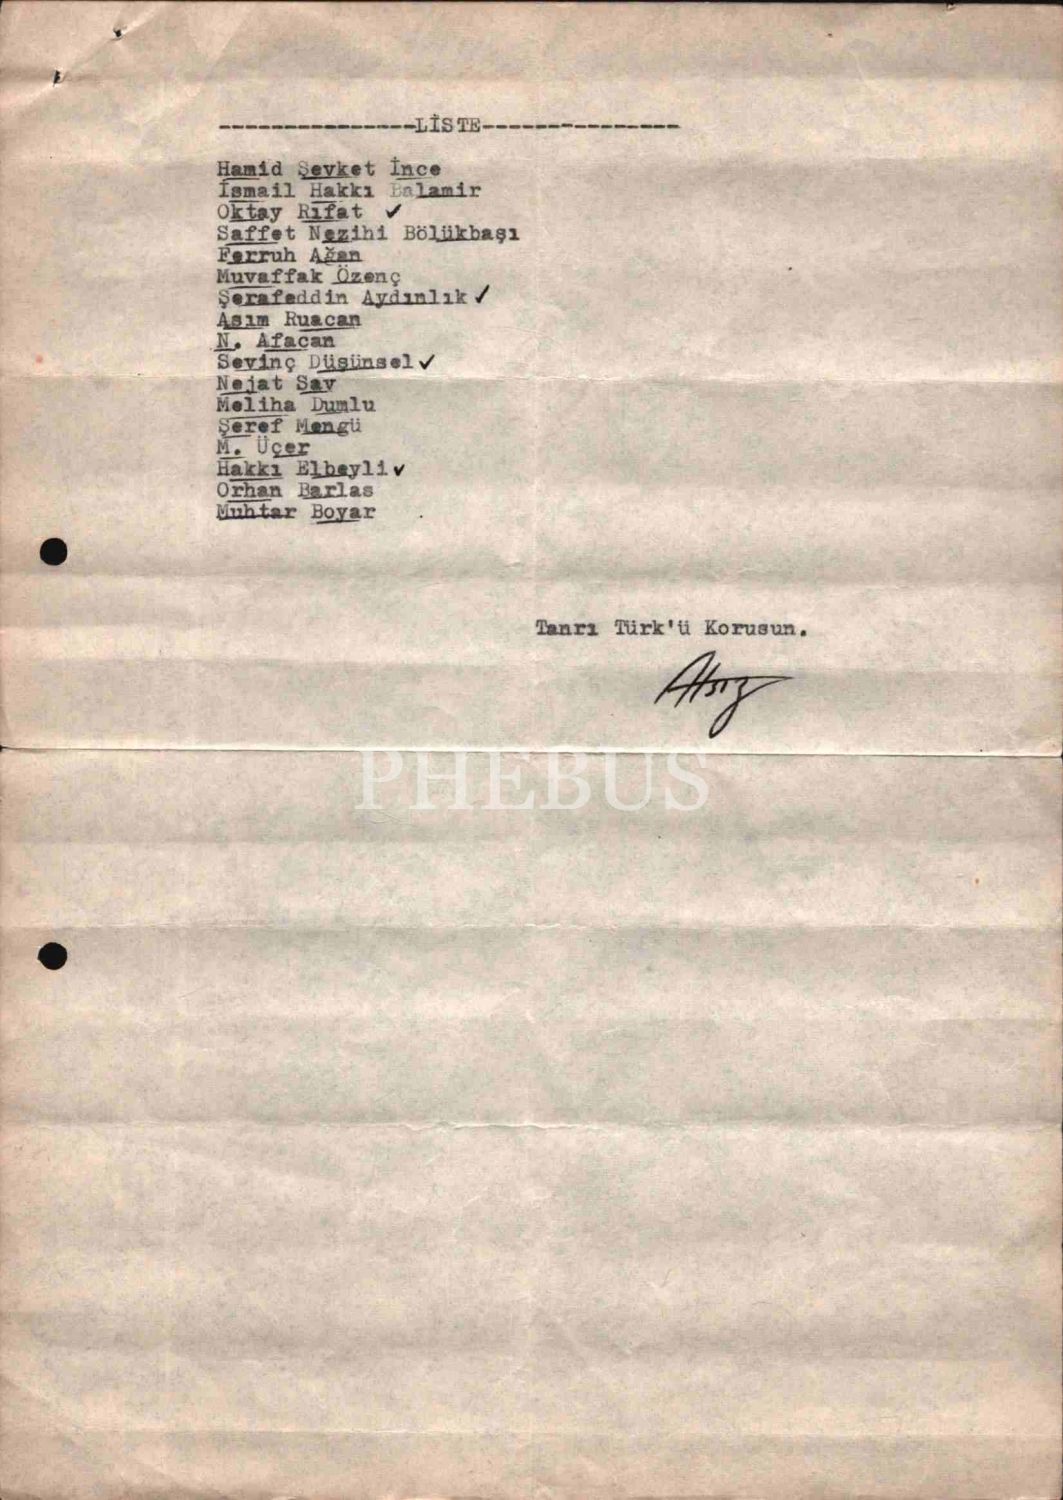 ---------------LİSTE---------------
Hamid Şevket İnce
İsmail Hakkı Balamir
Oktay Rifat ✓
Saffet Nezihi Bölükbaşı
Ferruh Ağan
Muvaffak Özenç
Şerafeddin Aydınlık ✓
Asım Ruacan
N. Afacan
Sevinç Düşünsel ✓
Nejat Sav
Meliha Dumlu
Şeref Mengü
M. Üçer
Hakkı Elbeyli ✓
Orhan Barlas
Muhtar Boyar
Tanrı Türk'ü Korusun.
Atsız
PHEBUS